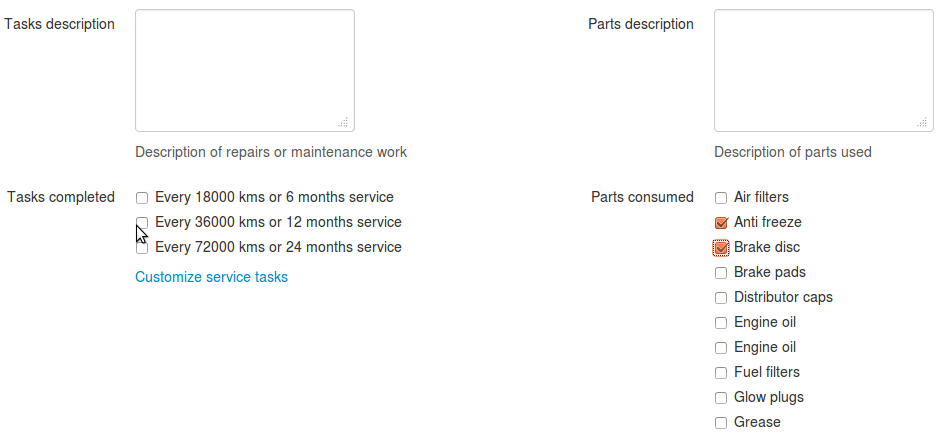 Tasks description
Parts description
Description of repairs or maintenance work
Description of parts used
Tasks completed
Every 18000 kms or 6 months service
Every 36000 kms or 12 months service
Every 72000 kms or 24 months service
Customize service tasks
Parts consumed
Air filters
Anti freeze
Brake disc
Brake pads
Distributor caps
Engine oil
Engine oil
Fuel filters
Glow plugs
Grease